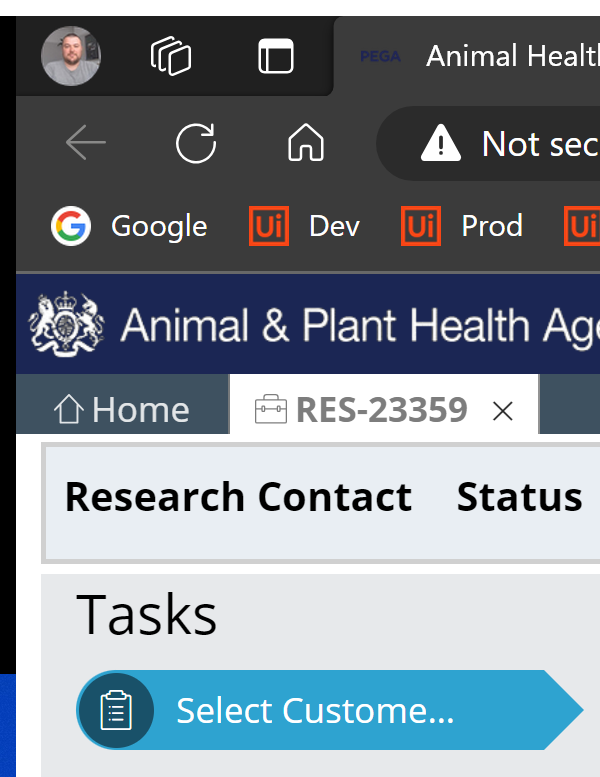 PEGA Animal Healt
Not sec
Google Ui Dev Ui Prod Ui
Animal & Plant Health Age
Home RES-23359
Research Contact Status
Tasks
Select Custome...